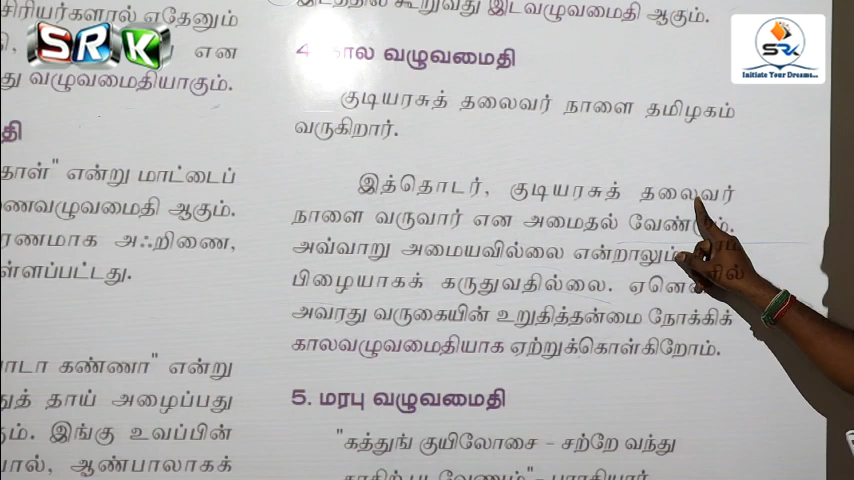 சிரியர்களால் ஏதேனும்
என
து வழுவமைதியாகும்.
தி
தாள்" என்று மாட்டைப்
ணைவழுவமைதி ஆகும்.
ரணமாக அஃறிணை,
ள்ளப்பட்டது.
பாடா கண்ணா" என்று
துத் தாய் அழைப்பது
கும். இங்கு உவப்பின்
பால், ஆண்பாலாகக்
SRK
இடத்தில் கூறுவது இடவழுவமைதி ஆகும்.
4. கால வழுவமைதி
குடியரசுத் தலைவர் நாளை தமிழகம்
வருகிறார்.
இத்தொடர், குடியரசுத் தலைவர்
நாளை வருவார் என அமைதல் வேண்டும்.
அவ்வாறு அமையவில்லை என்றாலும்
பிழையாகக் கருதுவதில்லை. ஏனெனில்
அவரது வருகையின் உறுதித்தன்மை நோக்கிக்
காலவழுவமைதியாக ஏற்றுக்கொள்கிறோம்.
5. மரபு வழுவமைதி
"கத்துங் குயிலோசை – சற்றே வந்து
SRK
Initiate Your Dreams...